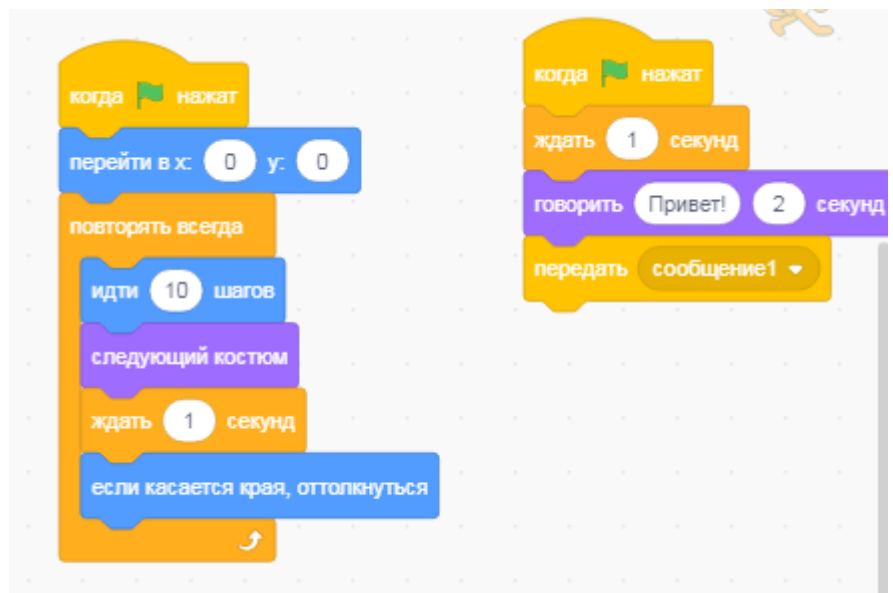 когда нажат
перейти в x: 0 y: 0
повторять всегда
идти 10 шагов
следующий костюм
ждать 1 секунд
если касается края, оттолкнуться
когда нажат
ждать 1 секунд
говорить Привет! 2 секунд
передать сообщение1